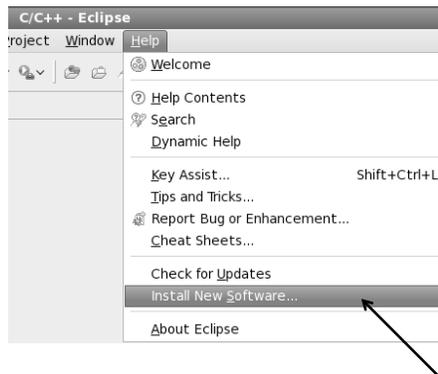 C/C++ - Eclipse
Project Window Help
Welcome
Help Contents
Search
Dynamic Help
Key Assist... Shift+Ctrl+L
Tips and Tricks...
Report Bug or Enhancement...
Cheat Sheets...
Check for Updates
Install New Software...
About Eclipse